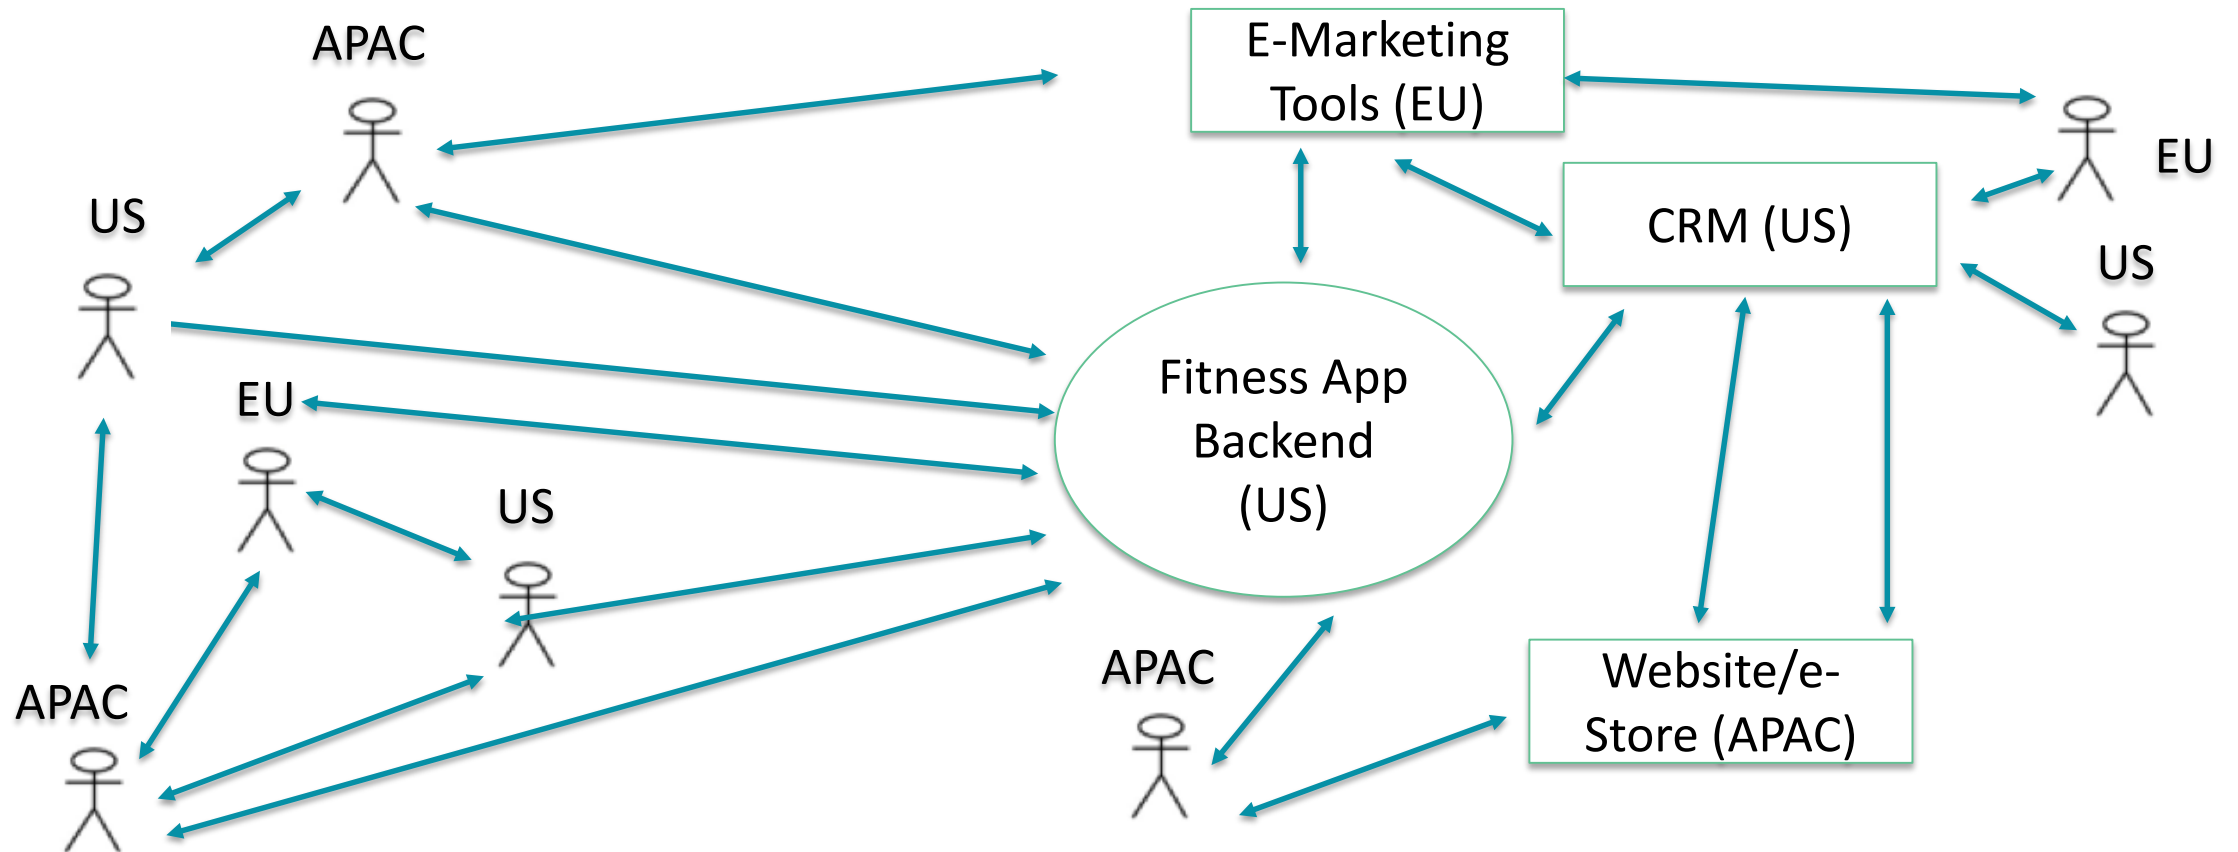 APAC
E-Marketing
Tools (EU)
EU
US
CRM (US)
US
Fitness App
Backend
(US)
EU
US
APAC
Website/e-
Store (APAC)
APAC